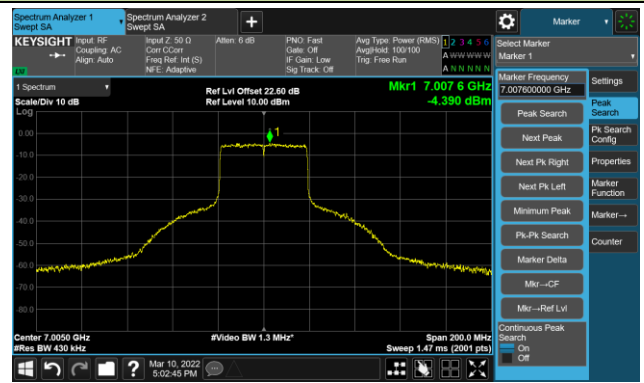 Spectrum Analyzer 1
Swept SA
Spectrum Analyzer 2
Swept SA
+
Marker
KEYSIGHT
Input: RF
Coupling: AC
Align: Auto
Input Z: 50 Ω
Corr CCorr
Freq Ref: Int (S)
NFE: Adaptive
Atten: 6 dB
PNO: Fast
Gate: Off
IF Gain: Low
Sig Track: Off
Avg Type: Power (RMS)
Avg|Hold: 100/100
Trig: Free Run
1 2 3 4 5 6
A W W W W W
A N N N N N
LV
Select Marker
Marker 1
1 Spectrum
Scale/Div 10 dB
Log
Ref Lvl Offset 22.60 dB
Ref Level 10.00 dBm
Mkr1 7.007 6 GHz
-4.390 dBm
1
0.00
-10.0
-20.0
-30.0
-40.0
-50.0
-60.0
-70.0
-80.0
Center 7.0050 GHz
#Res BW 430 kHz
#Video BW 1.3 MHz*
Span 200.0 MHz
Sweep 1.47 ms (2001 pts)
Marker Frequency
7.007600000 GHz
Peak Search
Next Peak
Next Pk Right
Next Pk Left
Minimum Peak
Pk-Pk Search
Marker Delta
Mkr→CF
Mkr→Ref Lvl
Continuous Peak
Search
On
Off
Settings
Peak
Search
Pk Search
Config
Properties
Marker
Function
Marker→
Counter
?
Mar 10, 2022
5:02:45 PM